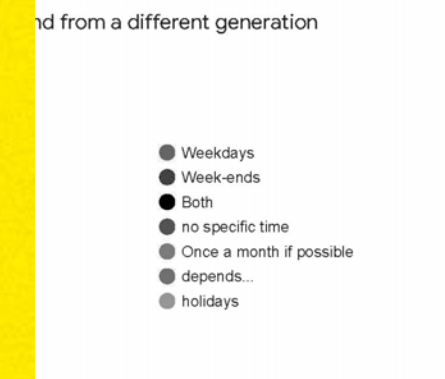 nd from a different generation
Weekdays
Week-ends
Both
no specific time
Once a month if possible
depends...
holidays